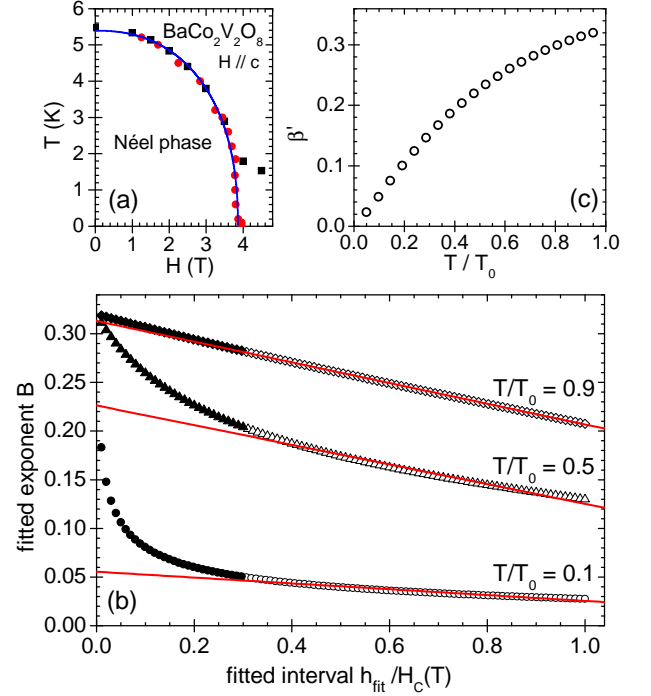 BaCo2V2O8
H // c
Néel phase
(a)
T (K)
6
5
4
3
2
1
0
0 1 2 3 4
H (T)
β'
0.3
0.2
0.1
0.0
(c)
0.0 0.2 0.4 0.6 0.8 1.0
T / T0
fitted exponent B
0.30
0.25
0.20
0.15
0.10
0.05
0.00
T/T0 = 0.9
T/T0 = 0.5
T/T0 = 0.1
(b)
0.0 0.2 0.4 0.6 0.8 1.0
fitted interval hfit/HC(T)